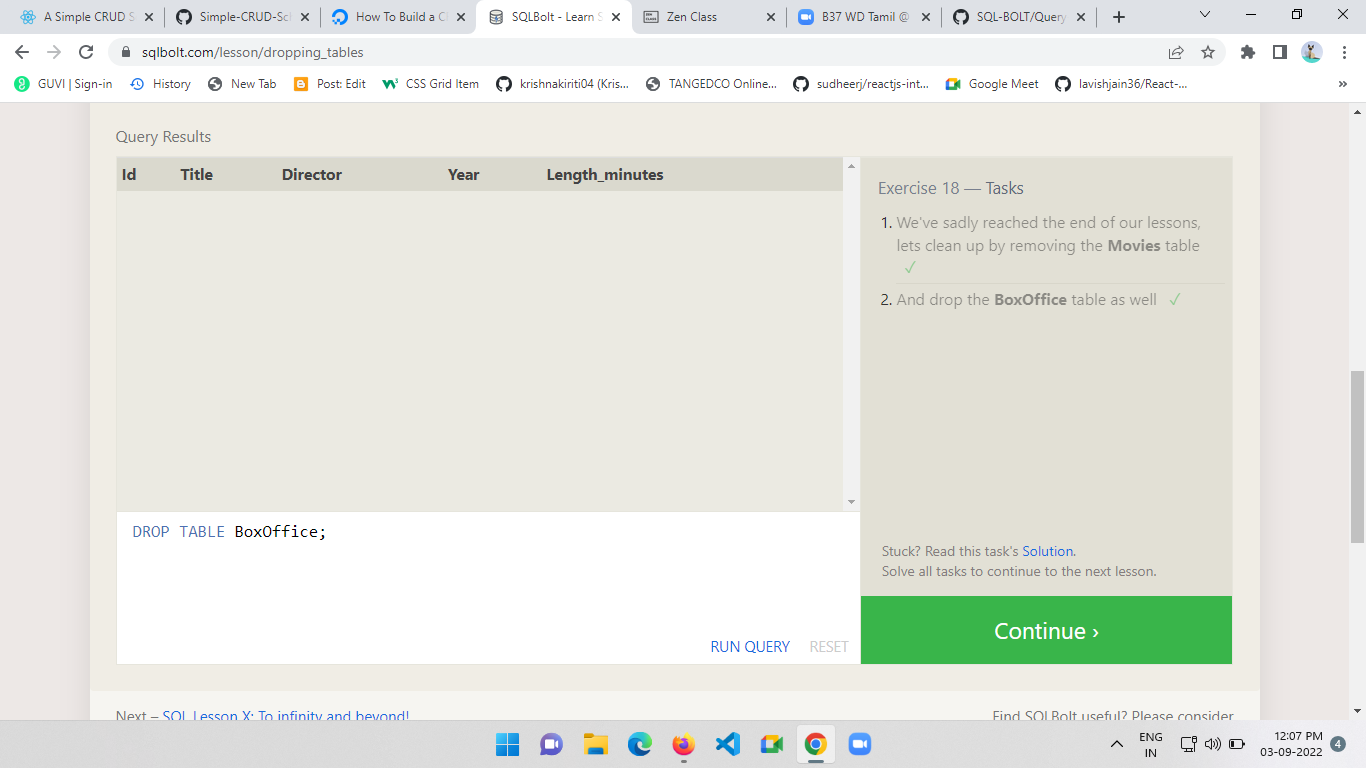 A Simple CRUD S
Simple-CRUD-Sch
How To Build a C
SQLBolt - Learn S
Zen Class
B37 WD Tamil @
SQL-BOLT/Query
sqlbolt.com/lesson/dropping_tables
GUVI | Sign-in
History
New Tab
Post: Edit
CSS Grid Item
krishnakiriti04 (Kris...
TANGEDCO Online...
sudheerj/reactjs-int...
Google Meet
lavishjain36/React-...
»
Query Results
Id Title Director Year Length_minutes
Exercise 18 — Tasks
1. We've sadly reached the end of our lessons,
lets clean up by removing the Movies table
✓
2. And drop the BoxOffice table as well ✓
Stuck? Read this task's Solution.
Solve all tasks to continue to the next lesson.
Continue ›
DROP TABLE BoxOffice;
RUN QUERY RESET
Next – SQL Lesson X: To infinity and beyond!
Find SQLBolt useful? Please consider
ENG
IN
12:07 PM
03-09-2022
4